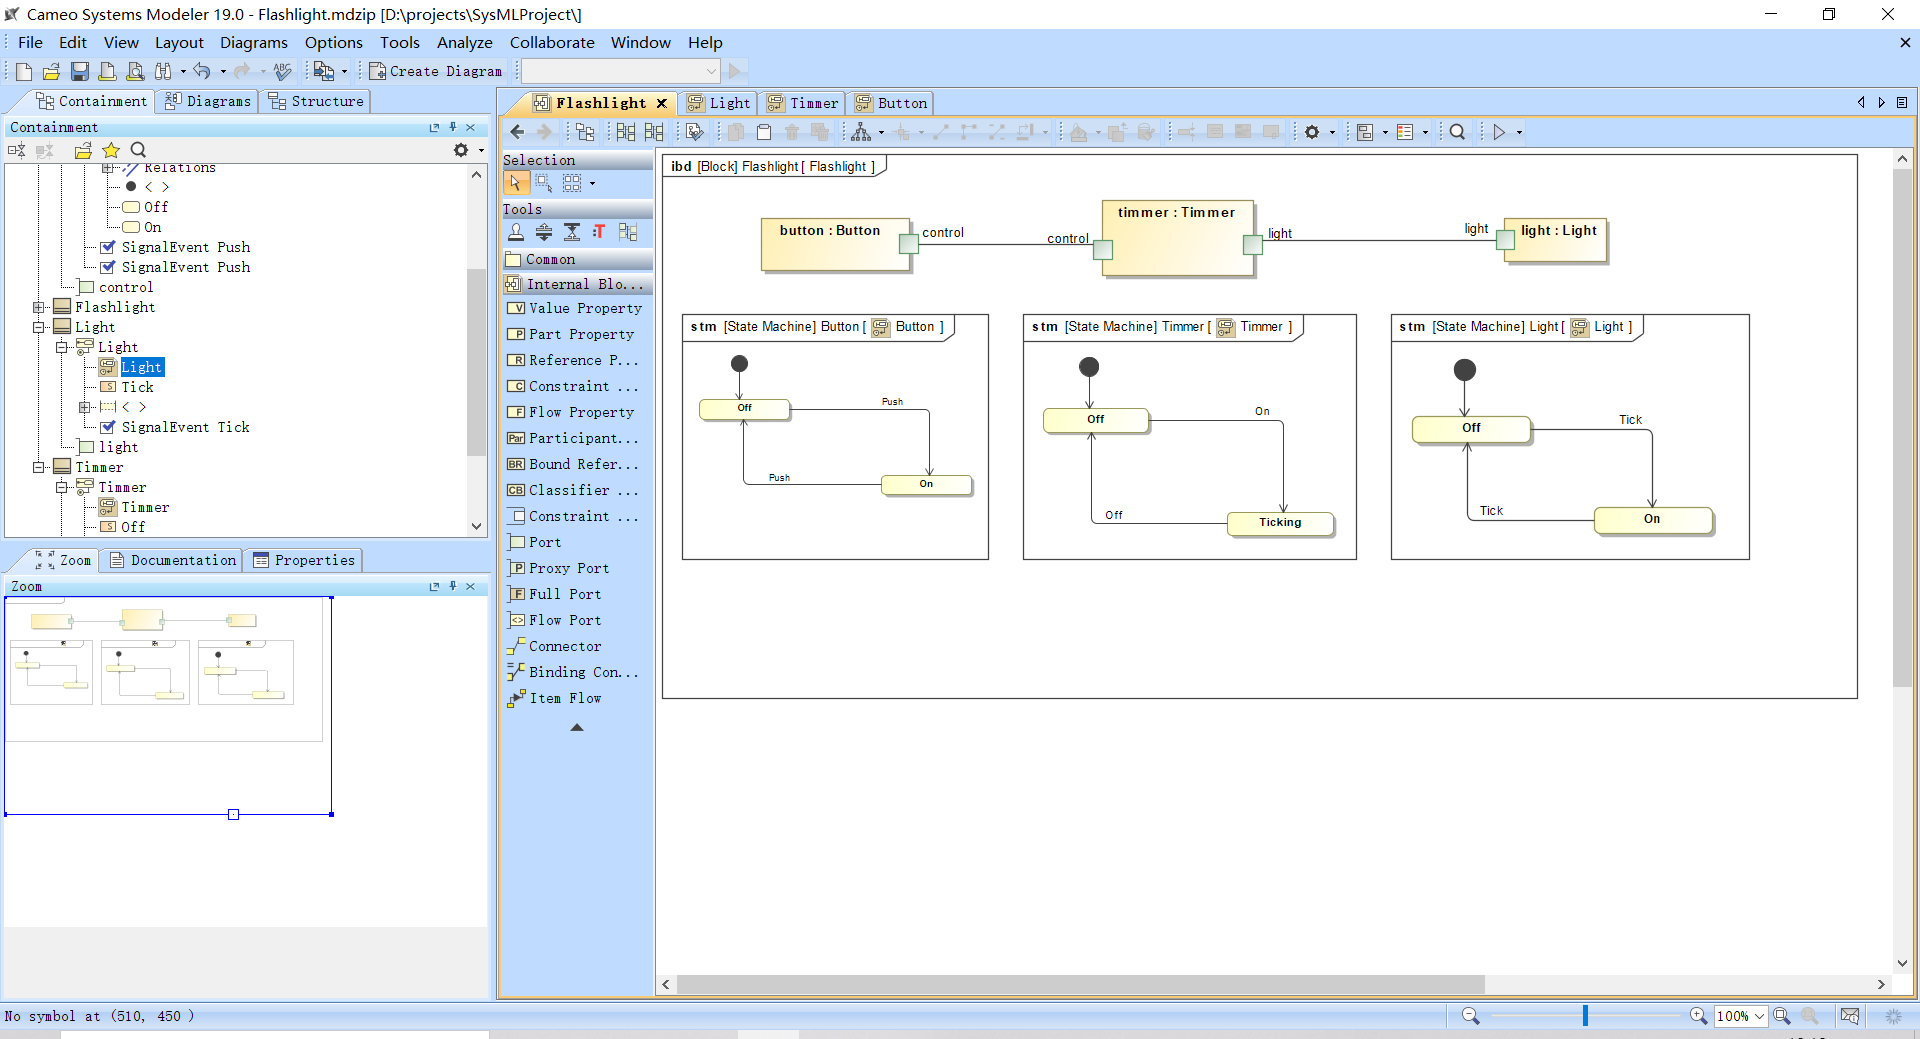 Cameo Systems Modeler 19.0 - Flashlight.mdzip [D:\projects\SysMLProject\]
File Edit View Layout Diagrams Options Tools Analyze Collaborate Window Help
Create Diagram
Containment Diagrams Structure
Containment
Relations
< >
Off
On
SignalEvent Push
SignalEvent Push
control
Flashlight
Light
Light
Light
Tick
< >
SignalEvent Tick
light
Timmer
Timmer
Timmer
Off
Zoom Documentation Properties
Zoom
Flashlight Light Timmer Button
Selection
Tools
Common
Internal Blo...
Value Property
Part Property
Reference P...
Constraint ...
Flow Property
Participant...
Bound Refer...
Classifier ...
Constraint ...
Port
Proxy Port
Full Port
Flow Port
Connector
Binding Con...
Item Flow
ibd [Block] Flashlight [ Flashlight ]
button : Button
control
control
timmer : Timmer
light
light
light : Light
stm [State Machine] Button [ Button ]
Off
Push
Push
On
stm [State Machine] Timmer [ Timmer ]
Off
On
Off
Ticking
stm [State Machine] Light [ Light ]
Off
Tick
Tick
On
No symbol at (510, 450 )
100%